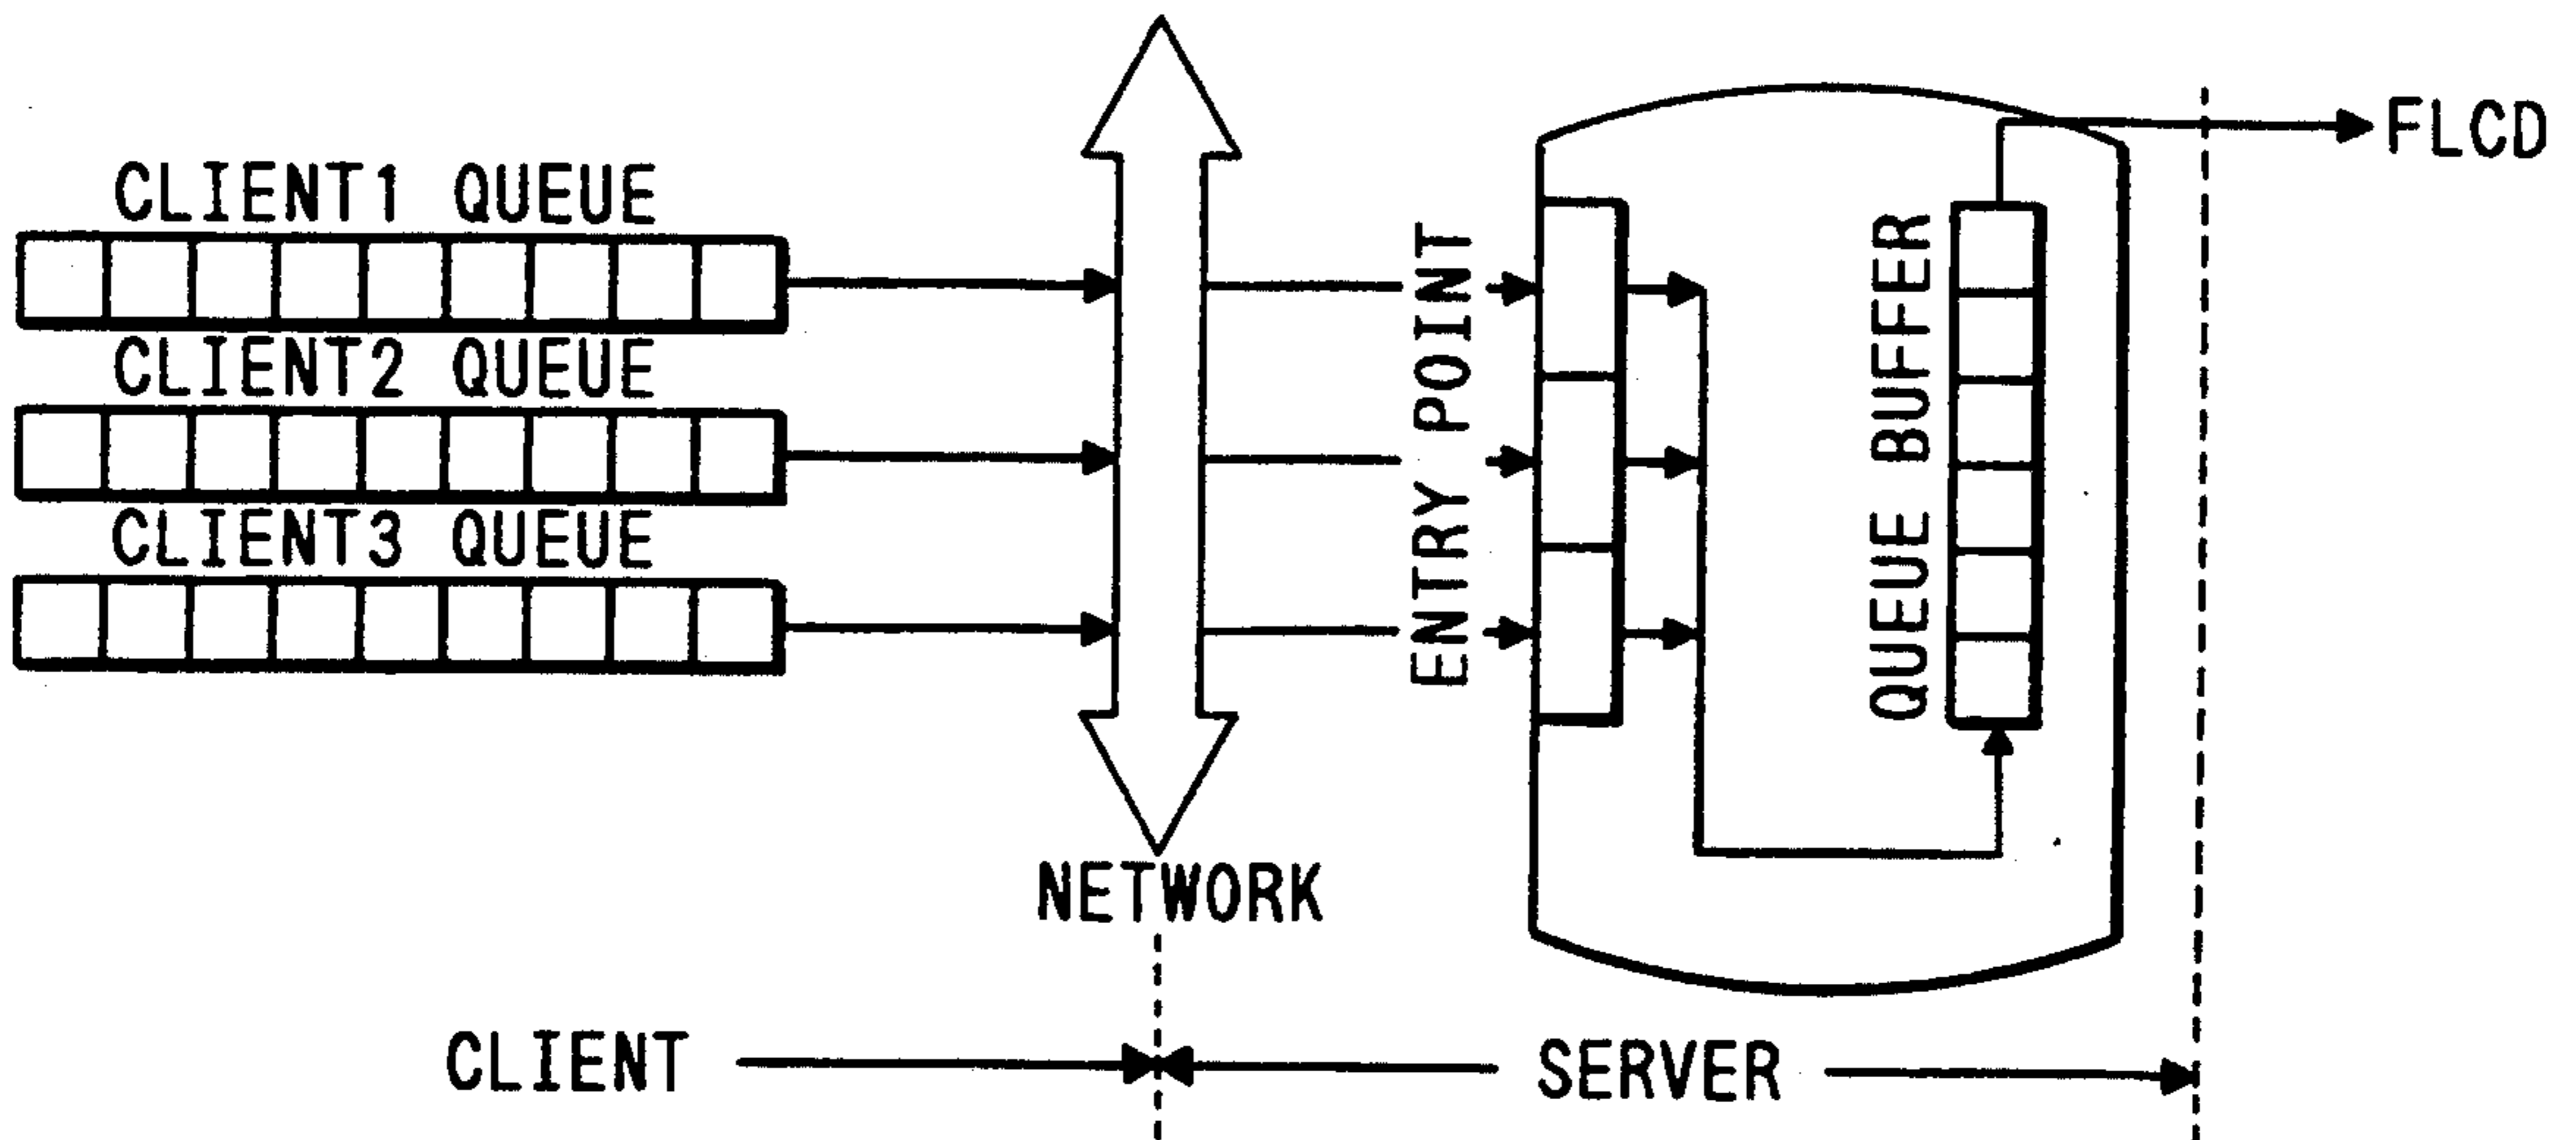 CLIENT1 QUEUE
CLIENT2 QUEUE
CLIENT3 QUEUE
NETWORK
ENTRY POINT
QUEUE BUFFER
FLCD
CLIENT
SERVER